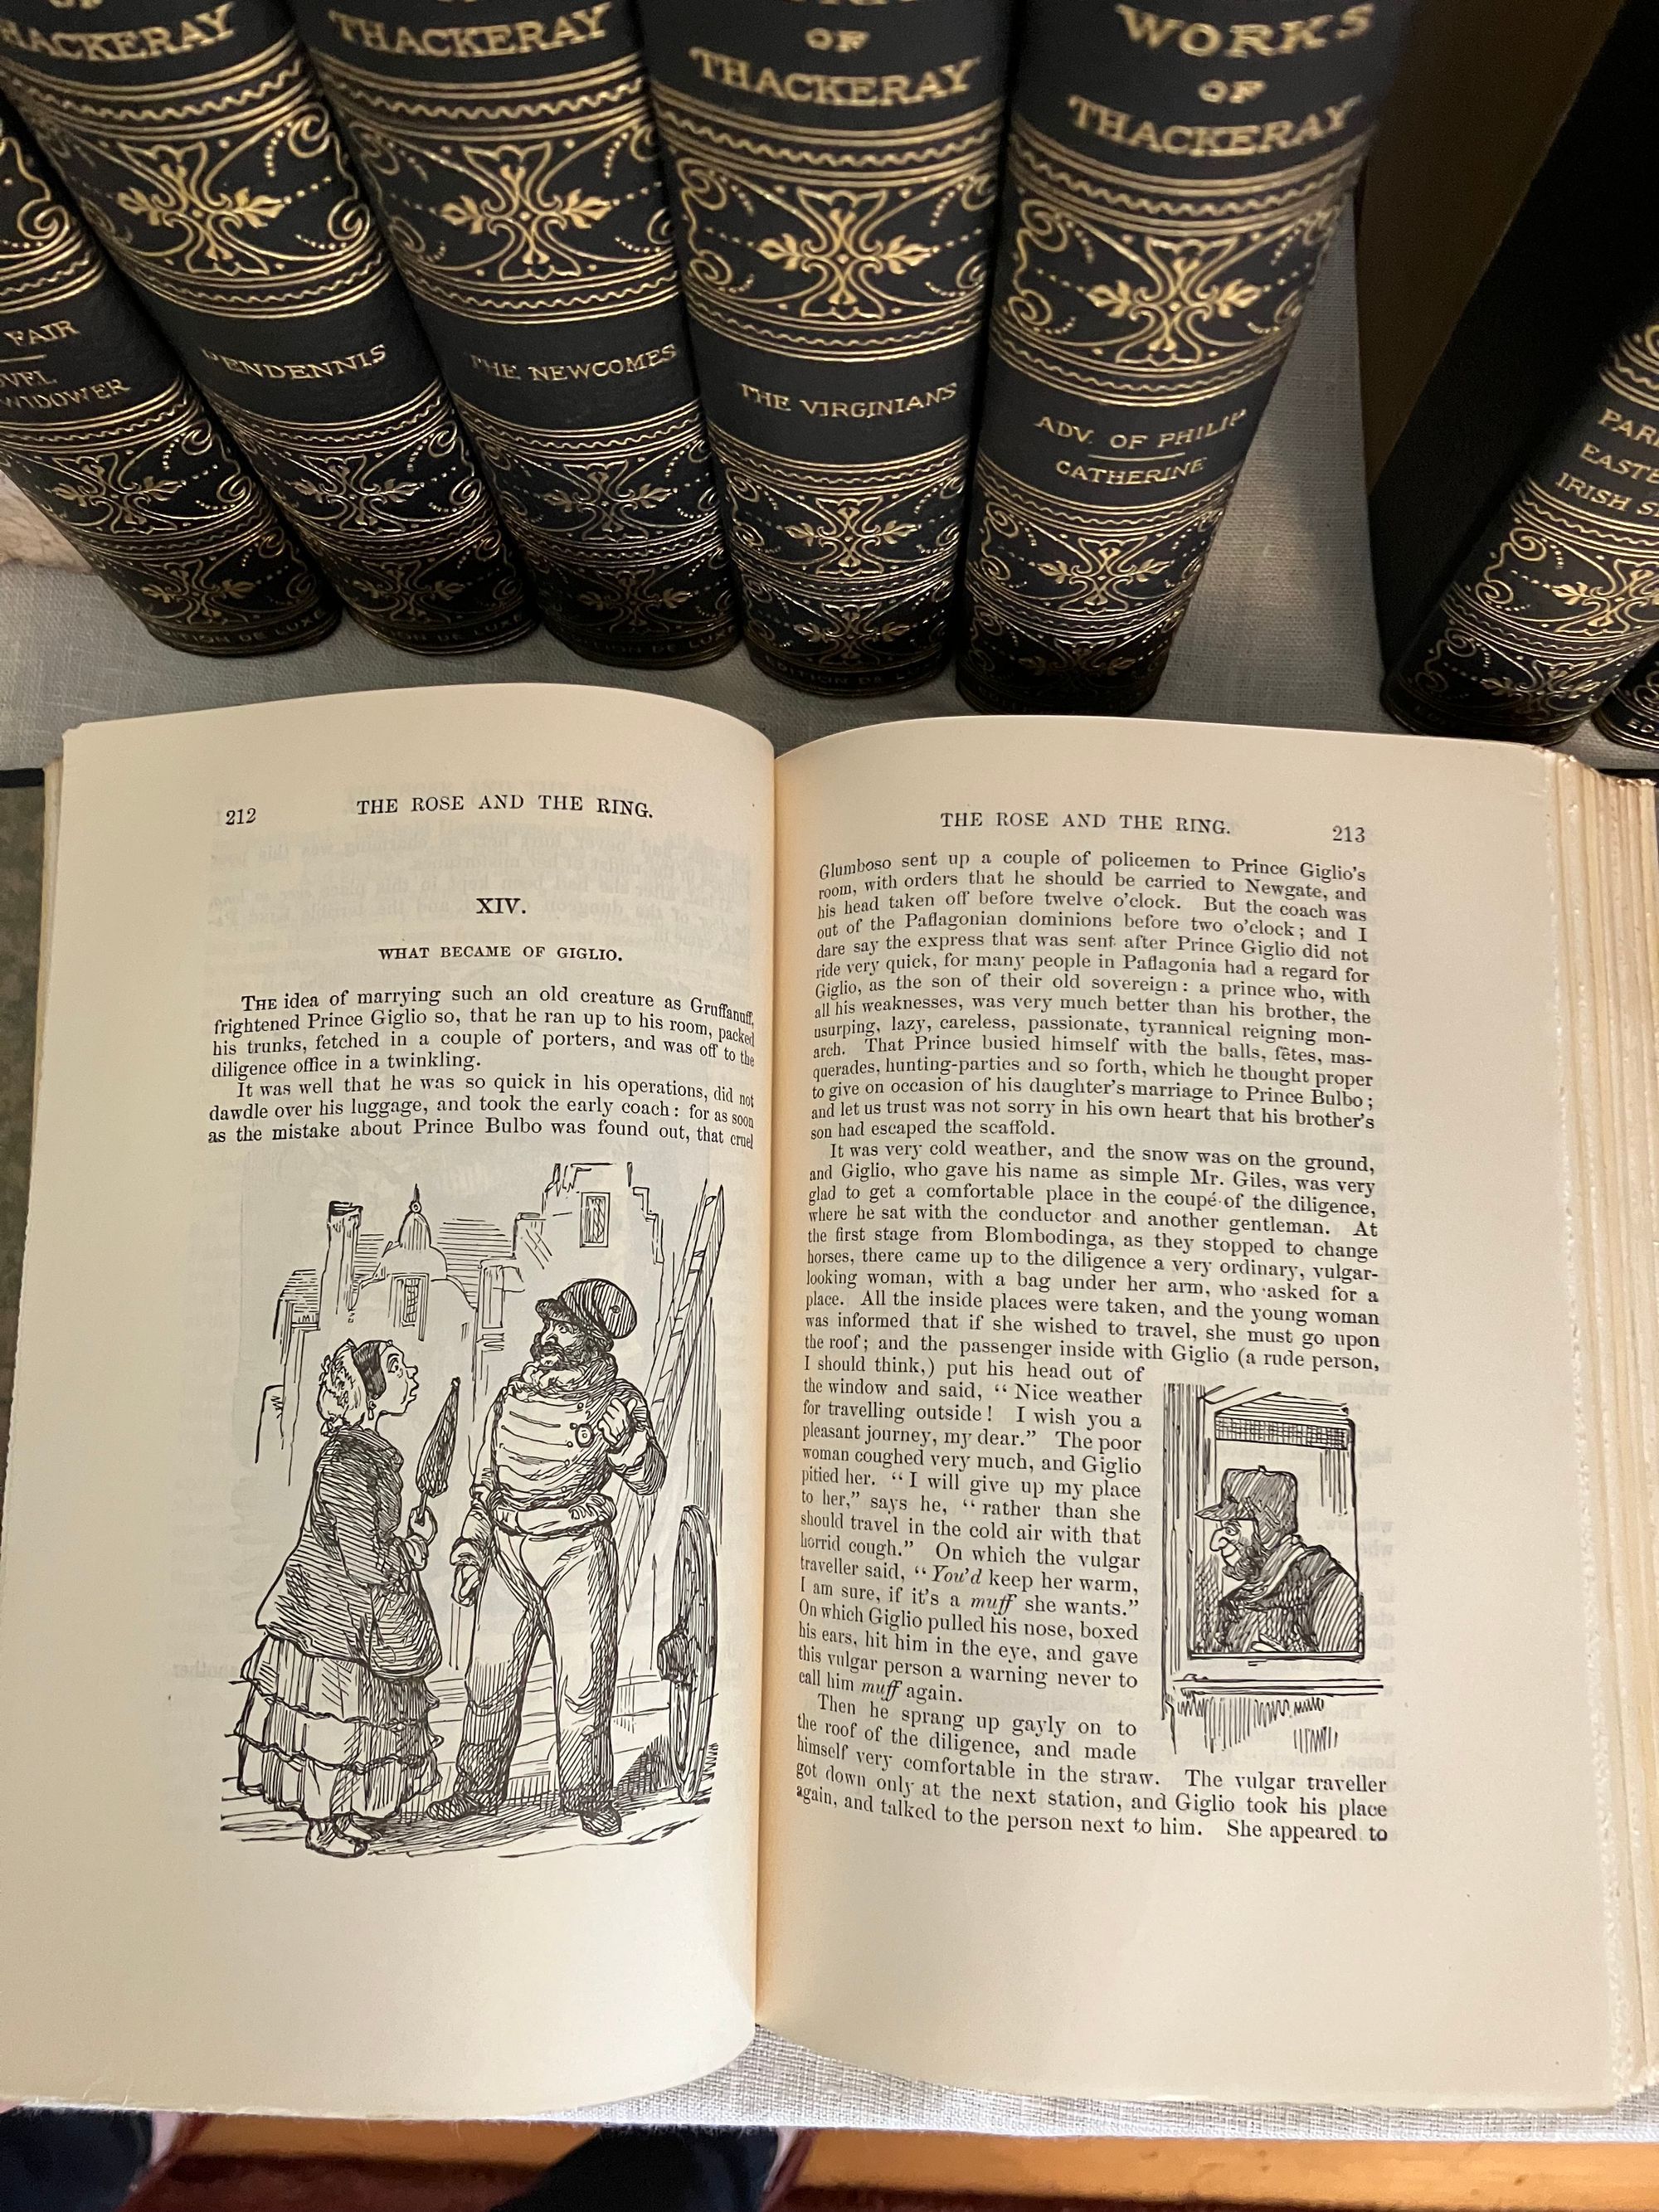 THACKERAY
OF
THACKERAY
OF
THACKERAY
WORKS
OF
THACKERAY
FAIR
WIDOWER
PENDENNIS
THE NEWCOMES
THE VIRGINIANS
ADV. OF PHILIP
CATHERINE
IRISH
EDITION DE LUXE
DE LUXE
EDITION DE LUXE
EDITION DE
212
THE ROSE AND THE RING.
XIV.
WHAT BECAME OF GIGLIO.
THE idea of marrying such an old creature as Gruffanuff,
frightened Prince Giglio so, that he ran up to his room, packed
his trunks, fetched in a couple of porters, and was off to the
diligence office in a twinkling.
It was well that he was so quick in his operations, did not
dawdle over his luggage, and took the early coach: for as soon
as the mistake about Prince Bulbo was found out, that cruel
THE ROSE AND THE RING.
213
Glumboso sent up a couple of policemen to Prince Giglio's
room, with orders that he should be carried to Newgate, and
his head taken off before twelve o'clock. But the coach was
out of the Paflagonian dominions before two o'clock; and I
dare say the express that was sent after Prince Giglio did not
ride very quick, for many people in Paflagonia had a regard for
Giglio, as the son of their old sovereign: a prince who, with
all his weaknesses, was very much better than his brother, the
usurping, lazy, careless, passionate, tyrannical reigning mon-
arch. That Prince busied himself with the balls, fêtes, mas-
querades, hunting-parties and so forth, which he thought proper
to give on occasion of his daughter's marriage to Prince Bulbo;
and let us trust was not sorry in his own heart that his brother's
son had escaped the scaffold.
It was very cold weather, and the snow was on the ground,
and Giglio, who gave his name as simple Mr. Giles, was very
glad to get a comfortable place in the coupé of the diligence,
where he sat with the conductor and another gentleman. At
the first stage from Blombodinga, as they stopped to change
horses, there came up to the diligence a very ordinary, vulgar-
looking woman, with a bag under her arm, who asked for a
place. All the inside places were taken, and the young woman
was informed that if she wished to travel, she must go upon
the roof; and the passenger inside with Giglio (a rude person,
I should think,) put his head out of
the window and said, "Nice weather
for travelling outside! I wish you a
pleasant journey, my dear." The poor
woman coughed very much, and Giglio
pitied her. "I will give up my place
to her," says he, "rather than she
should travel in the cold air with that
horrid cough." On which the vulgar
traveller said, "You'd keep her warm,
I am sure, if it's a muff she wants."
On which Giglio pulled his nose, boxed
his ears, hit him in the eye, and gave
this vulgar person a warning never to
call him muff again.
Then he sprang up gayly on to
the roof of the diligence, and made
himself very comfortable in the straw. The vulgar traveller
got down only at the next station, and Giglio took his place
again, and talked to the person next to him. She appeared to